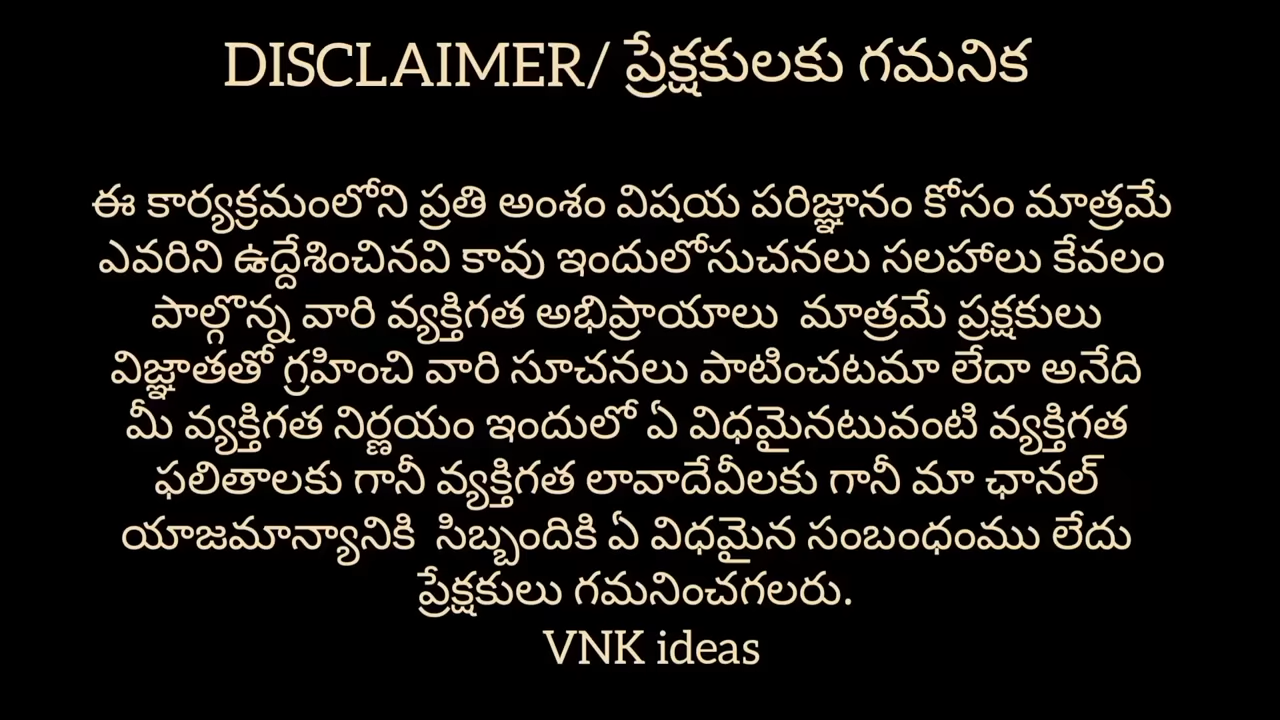 DISCLAIMER/ ప్రేక్షకులకు గమనిక
ఈ కార్యక్రమంలోని ప్రతి అంశం విషయ పరిజ్ఞానం కోసం మాత్రమే
ఎవరిని ఉద్దేశించినవి కావు ఇందులోసుచనలు సలహాలు కేవలం
పాల్గొన్న వారి వ్యక్తిగత అభిప్రాయాలు మాత్రమే ప్రక్షకులు
విజ్ఞాతతో గ్రహించి వారి సూచనలు పాటించటమా లేదా అనేది
మీ వ్యక్తిగత నిర్ణయం ఇందులో ఏ విధమైనటువంటి వ్యక్తిగత
ఫలితాలకు గానీ వ్యక్తిగత లావాదేవీలకు గానీ మా ఛానల్
యాజమాన్యానికి సిబ్బందికి ఏ విధమైన సంబంధంము లేదు
ప్రేక్షకులు గమనించగలరు.
VNK ideas